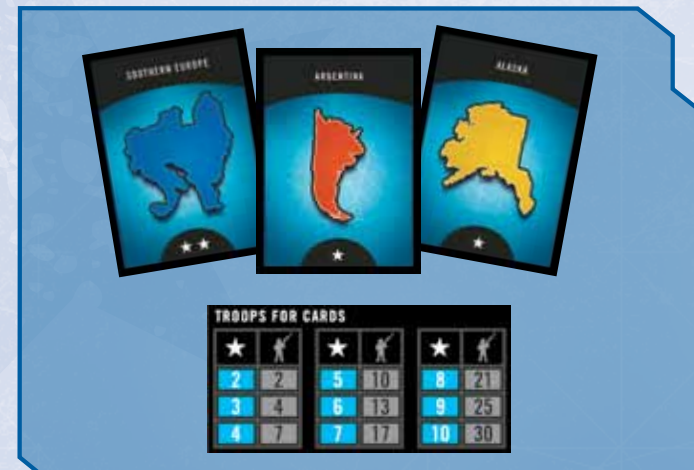 SOUTHERN EUROPE
ARGENTINA
ALASKA
TROOPS FOR CARDS
2 2 5 10 8 21
3 4 6 13 9 25
4 7 7 17 10 30